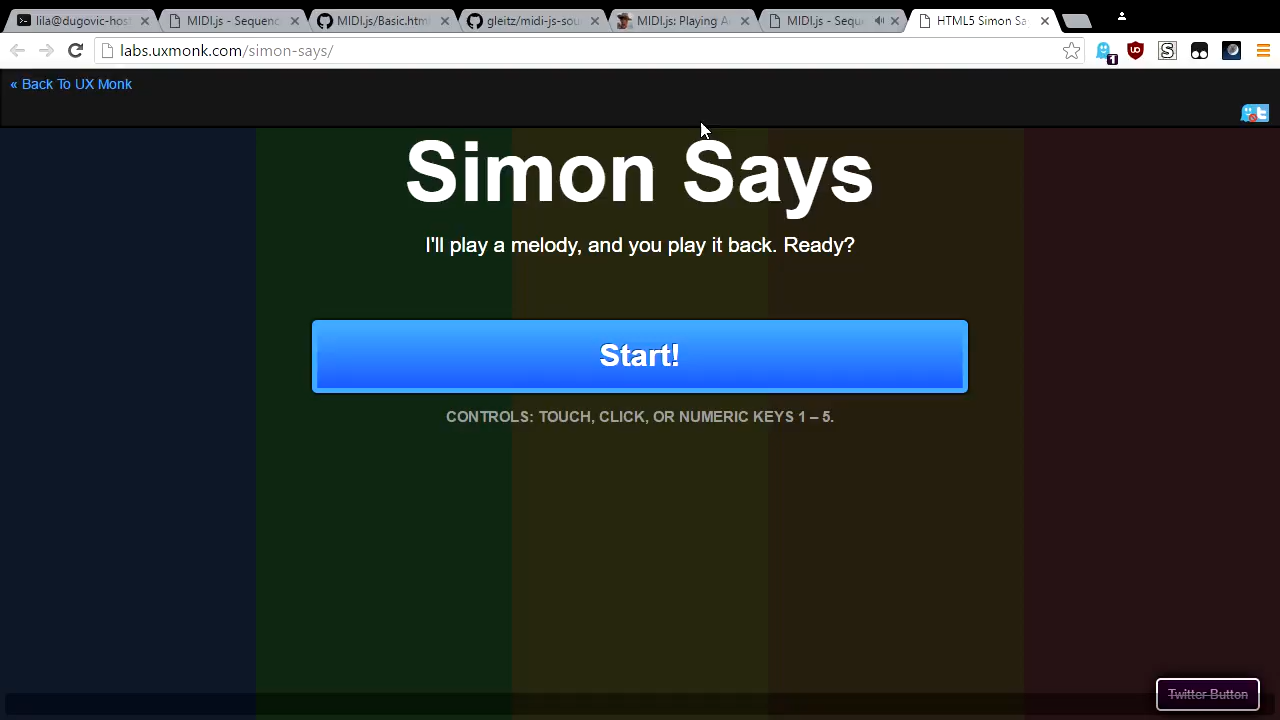 lila@dugovic-host
MIDI.js - Sequenc
MIDI.js/Basic.html
gleitz/midi-js-sou
MIDI.js: Playing A
MIDI.js - Sequ
HTML5 Simon Sa
labs.uxmonk.com/simon-says/
1
« Back To UX Monk
Simon Says
I'll play a melody, and you play it back. Ready?
Start!
CONTROLS: TOUCH, CLICK, OR NUMERIC KEYS 1 – 5.
Twitter Button